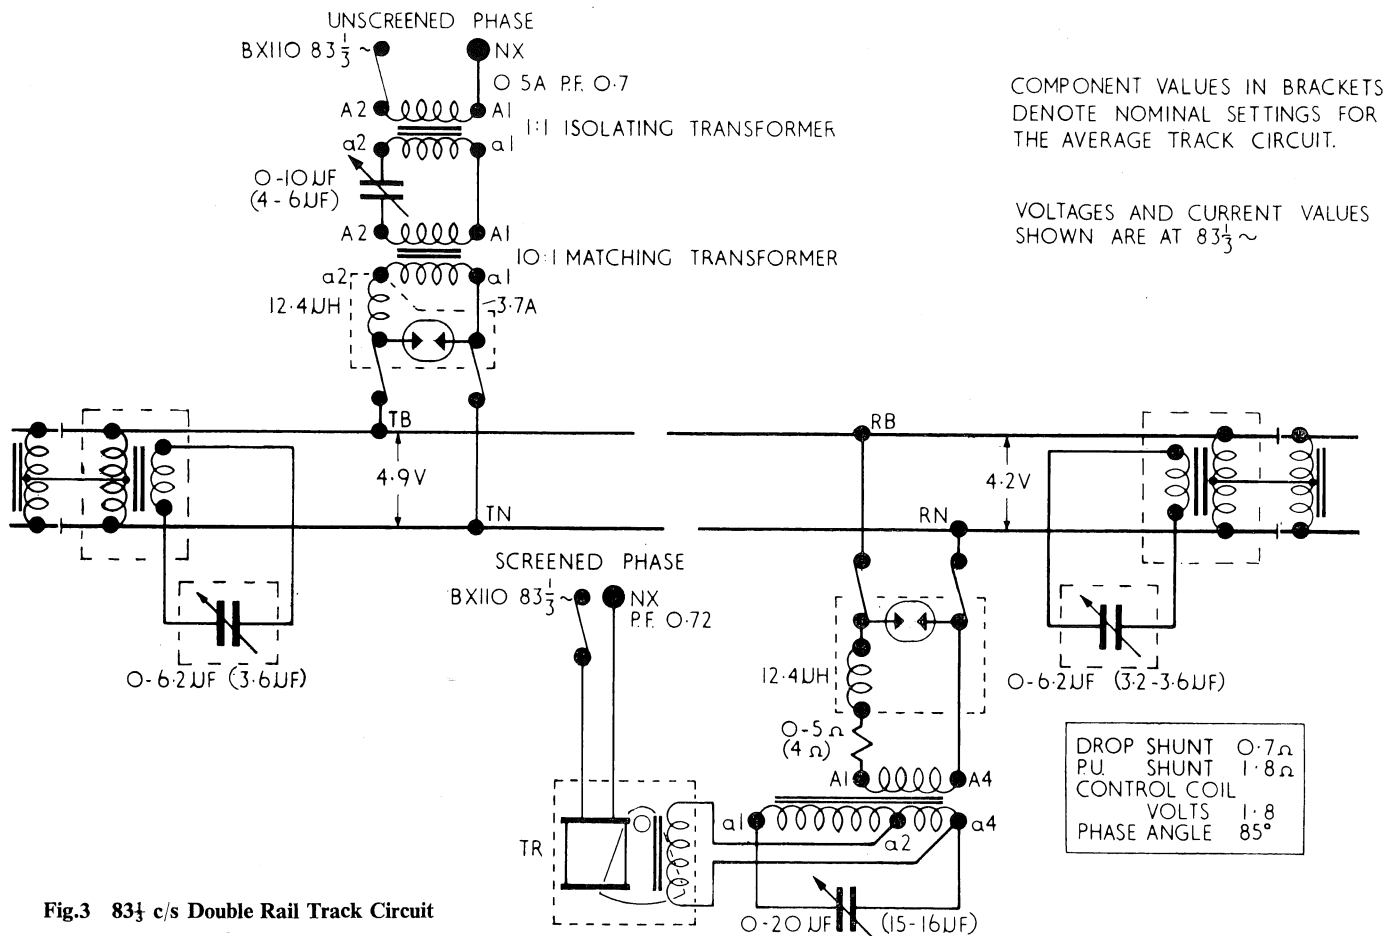 UNSCREENED PHASE
BX110 83⅓ ~ NX
0 5A P.F. 0·7
A2 A1
1:1 ISOLATING TRANSFORMER
a2 a1
0-10µF
(4-6µF)
A2 A1
10:1 MATCHING TRANSFORMER
a2 a1
12·4µH
3·7A
COMPONENT VALUES IN BRACKETS
DENOTE NOMINAL SETTINGS FOR
THE AVERAGE TRACK CIRCUIT.
VOLTAGES AND CURRENT VALUES
SHOWN ARE AT 83⅓ ~
TB
4·9V
TN
RB
4·2V
RN
0-6·2µF (3·6µF)
SCREENED PHASE
BX110 83⅓ ~ NX
P.F. 0·72
12·4µH
0-5Ω
(4Ω)
A1 A4
a1 a2 a4
TR
0-20µF (15-16µF)
0-6·2µF (3·2-3·6µF)
DROP SHUNT 0·7Ω
P.U. SHUNT 1·8Ω
CONTROL COIL
VOLTS 1·8
PHASE ANGLE 85°
Fig.3 83⅓ c/s Double Rail Track Circuit